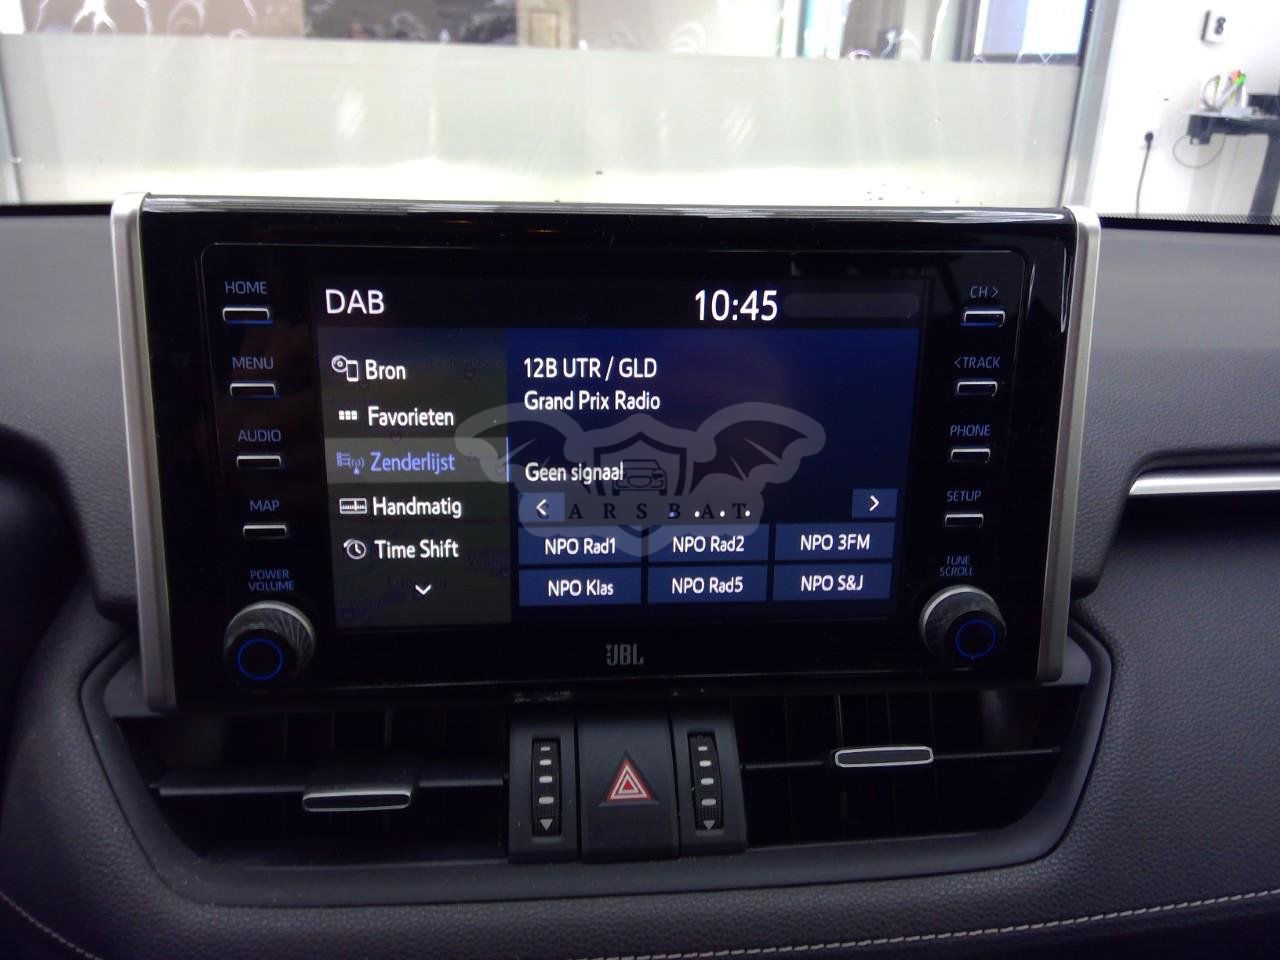 HOME
MENU
AUDIO
MAP
POWER
VOLUME
DAB
10:45
Bron
Favorieten
Zenderlijst
Handmatig
Time Shift
12B UTR / GLD
Grand Prix Radio
Geen signaal
CARSBAT
NPO Rad1
NPO Rad2
NPO 3FM
NPO Klas
NPO Rad5
NPO S&J
CH>
<TRACK
PHONE
SETUP
TUNE
SCROLL
JBL